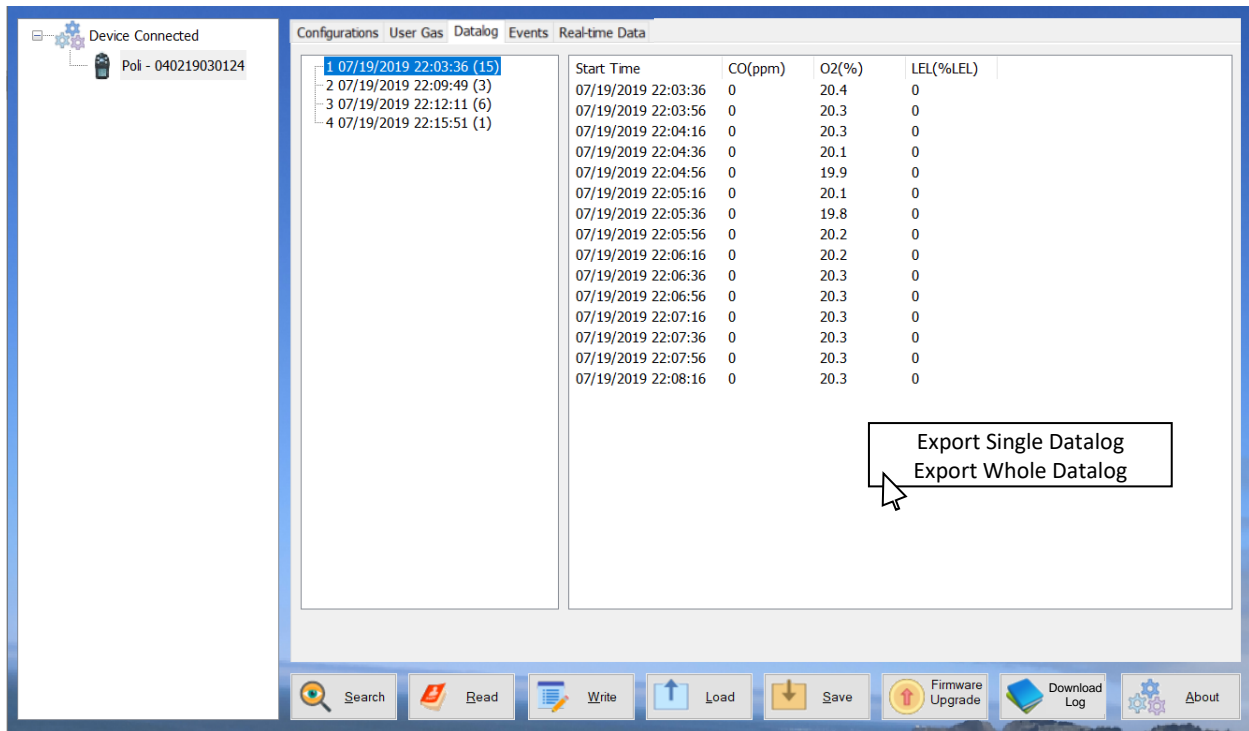 Device Connected
Poli - 040219030124
Configurations User Gas Datalog Events Real-time Data
1 07/19/2019 22:03:36 (15)
2 07/19/2019 22:09:49 (3)
3 07/19/2019 22:12:11 (6)
4 07/19/2019 22:15:51 (1)
Start Time CO(ppm) O2(%) LEL(%LEL)
07/19/2019 22:03:36 0 20.4 0
07/19/2019 22:03:56 0 20.3 0
07/19/2019 22:04:16 0 20.3 0
07/19/2019 22:04:36 0 20.1 0
07/19/2019 22:04:56 0 19.9 0
07/19/2019 22:05:16 0 20.1 0
07/19/2019 22:05:36 0 19.8 0
07/19/2019 22:05:56 0 20.2 0
07/19/2019 22:06:16 0 20.2 0
07/19/2019 22:06:36 0 20.3 0
07/19/2019 22:06:56 0 20.3 0
07/19/2019 22:07:16 0 20.3 0
07/19/2019 22:07:36 0 20.3 0
07/19/2019 22:07:56 0 20.3 0
07/19/2019 22:08:16 0 20.3 0
Export Single Datalog
Export Whole Datalog
Search
Read
Write
Load
Save
Firmware
Upgrade
Download
Log
About